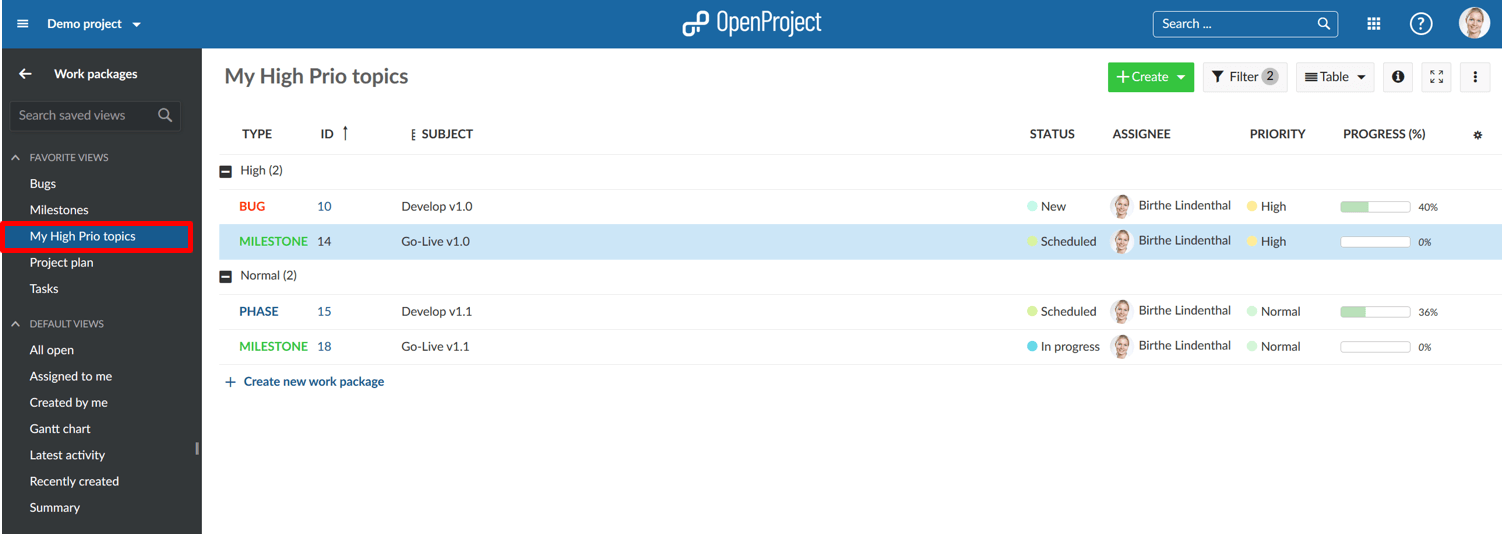 Demo project
OpenProject
Search ...
?
Work packages
Search saved views
FAVORITE VIEWS
Bugs
Milestones
My High Prio topics
Project plan
Tasks
DEFAULT VIEWS
All open
Assigned to me
Created by me
Gantt chart
Latest activity
Recently created
Summary
My High Prio topics
+ Create
Filter 2
Table
TYPE ID SUBJECT STATUS ASSIGNEE PRIORITY PROGRESS (%)
High (2)
BUG 10 Develop v1.0 New Birthe Lindenthal High 40%
MILESTONE 14 Go-Live v1.0 Scheduled Birthe Lindenthal High 0%
Normal (2)
PHASE 15 Develop v1.1 Scheduled Birthe Lindenthal Normal 36%
MILESTONE 18 Go-Live v1.1 In progress Birthe Lindenthal Normal 0%
+ Create new work package